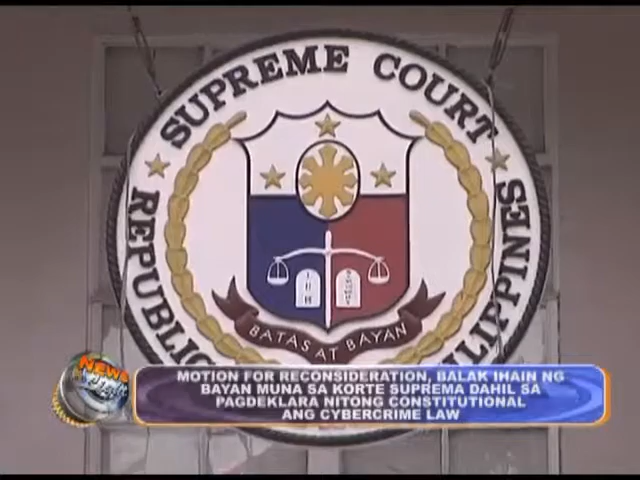 SUPREME COURT
REPUBLIC
PHILIPPINES
BATAS AT BAYAN
NEWS
MOTION FOR RECONSIDERATION, BALAK IHAIN NG
BAYAN MUNA SA KORTE SUPREMA DAHIL SA
PAGDEKLARA NITONG CONSTITUTIONAL
ANG CYBERCRIME LAW